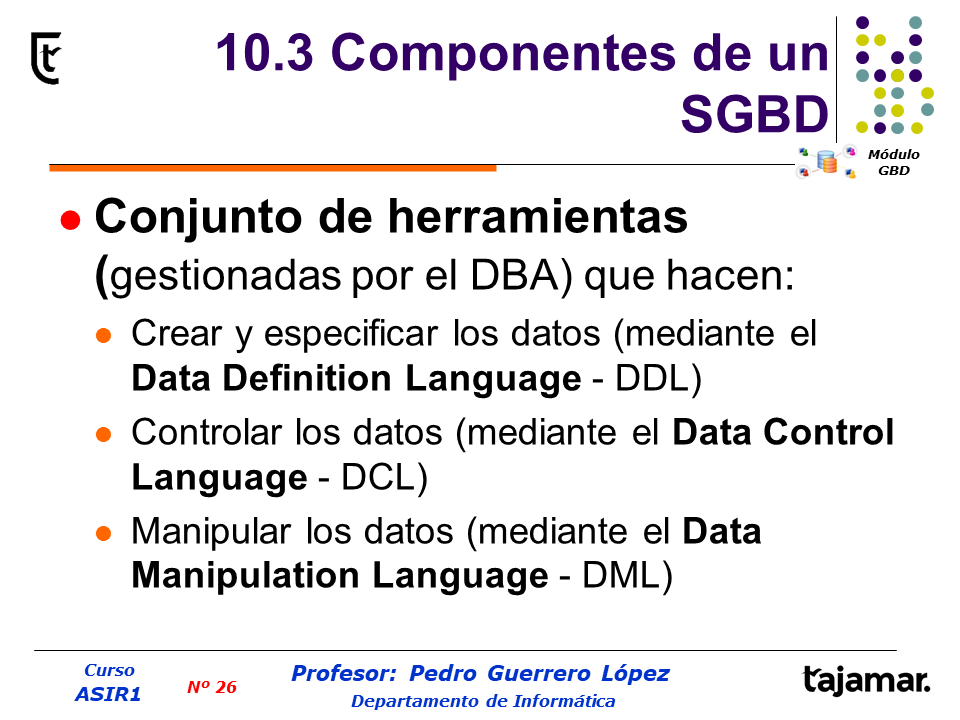 10.3 Componentes de un
SGBD
Módulo
GBD
Conjunto de herramientas
(gestionadas por el DBA) que hacen:
Crear y especificar los datos (mediante el
Data Definition Language - DDL)
Controlar los datos (mediante el Data Control
Language - DCL)
Manipular los datos (mediante el Data
Manipulation Language - DML)
Curso
ASIR1
Nº 26
Profesor: Pedro Guerrero López
Departamento de Informática
tajamar.